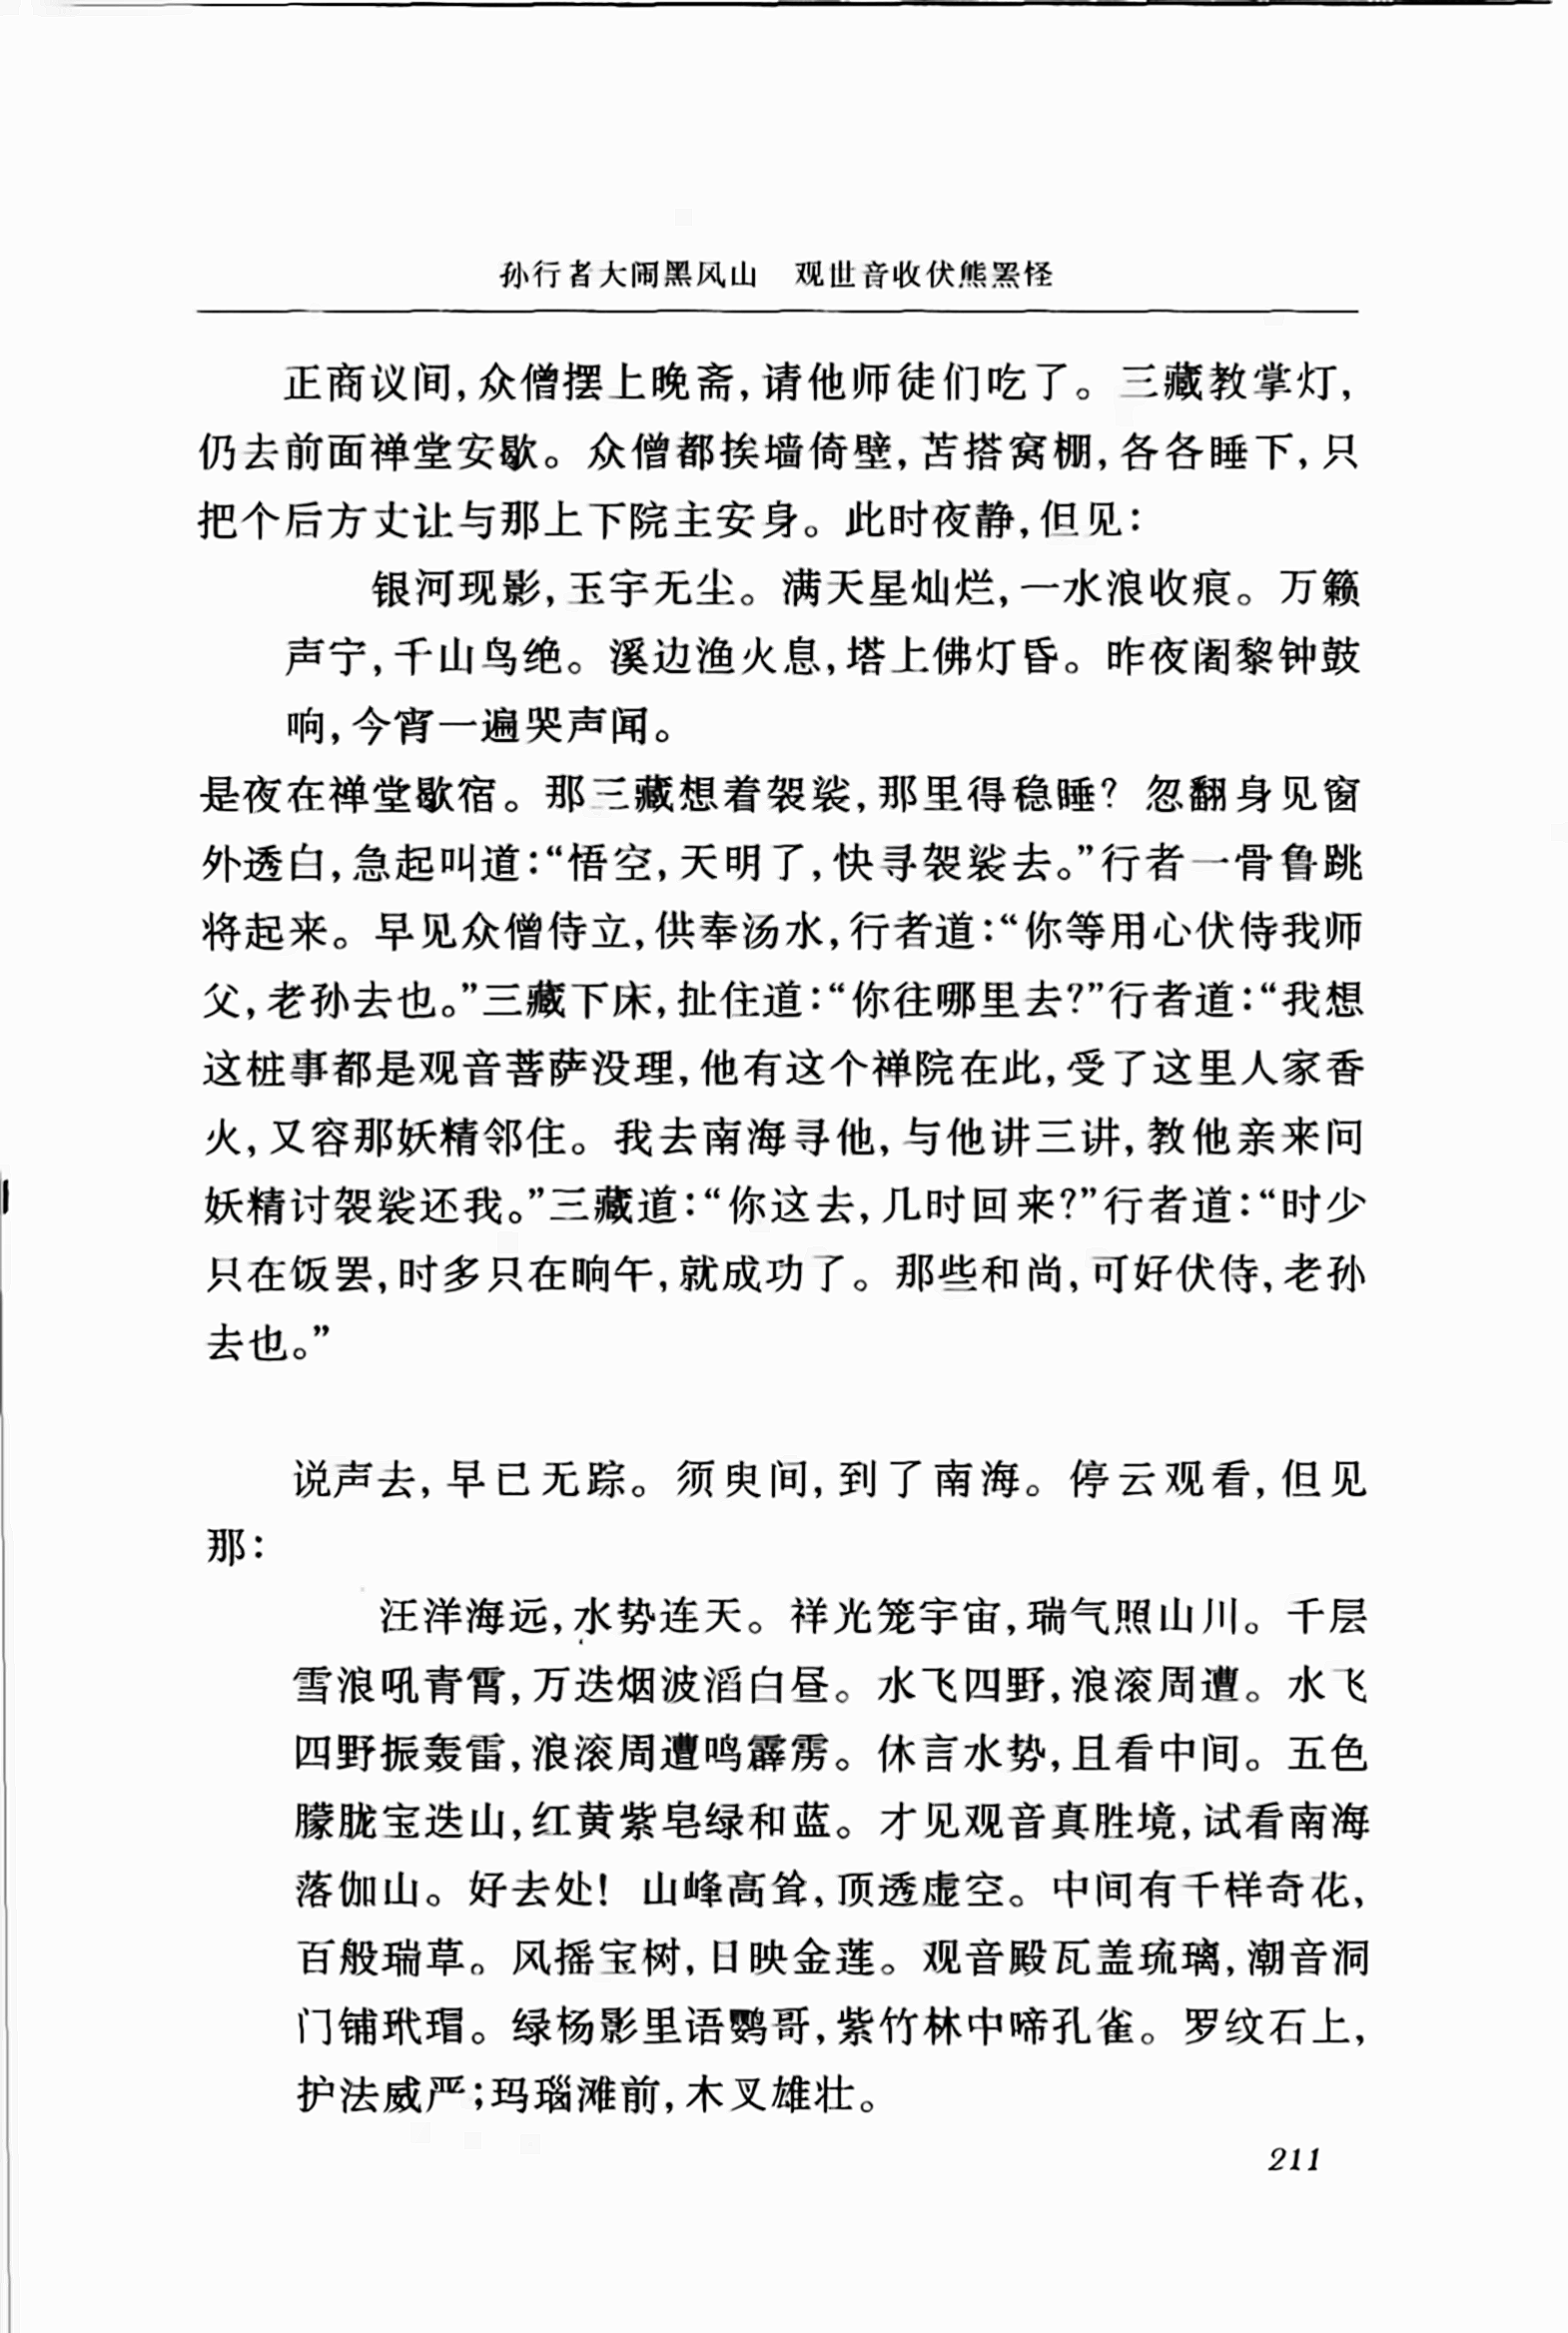 孙行者大闹黑风山　观世音收伏熊罴怪
正商议间,众僧摆上晚斋,请他师徒们吃了。三藏教掌灯,
仍去前面禅堂安歇。众僧都挨墙倚壁,苫搭窝棚,各各睡下,只
把个后方丈让与那上下院主安身。此时夜静,但见:
银河现影,玉宇无尘。满天星灿烂,一水浪收痕。万籁
声宁,千山鸟绝。溪边渔火息,塔上佛灯昏。昨夜阇黎钟鼓
响,今宵一遍哭声闻。
是夜在禅堂歇宿。那三藏想着袈裟,那里得稳睡?忽翻身见窗
外透白,急起叫道:“悟空,天明了,快寻袈裟去。”行者一骨鲁跳
将起来。早见众僧侍立,供奉汤水,行者道:“你等用心伏侍我师
父,老孙去也。”三藏下床,扯住道:“你往哪里去?”行者道:“我想
这桩事都是观音菩萨没理,他有这个禅院在此,受了这里人家香
火,又容那妖精邻住。我去南海寻他,与他讲三讲,教他亲来问
妖精讨袈裟还我。”三藏道:“你这去,几时回来?”行者道:“时少
只在饭罢,时多只在晌午,就成功了。那些和尚,可好伏侍,老孙
去也。”
说声去,早已无踪。须臾间,到了南海。停云观看,但见
那:
汪洋海远,水势连天。祥光笼宇宙,瑞气照山川。千层
雪浪吼青霄,万迭烟波滔白昼。水飞四野,浪滚周遭。水飞
四野振轰雷,浪滚周遭鸣霹雳。休言水势,且看中间。五色
朦胧宝迭山,红黄紫皂绿和蓝。才见观音真胜境,试看南海
落伽山。好去处!山峰高耸,顶透虚空。中间有千样奇花,
百般瑞草。风摇宝树,日映金莲。观音殿瓦盖琉璃,潮音洞
门铺玳瑁。绿杨影里语鹦哥,紫竹林中啼孔雀。罗纹石上,
护法威严;玛瑙滩前,木叉雄壮。
211